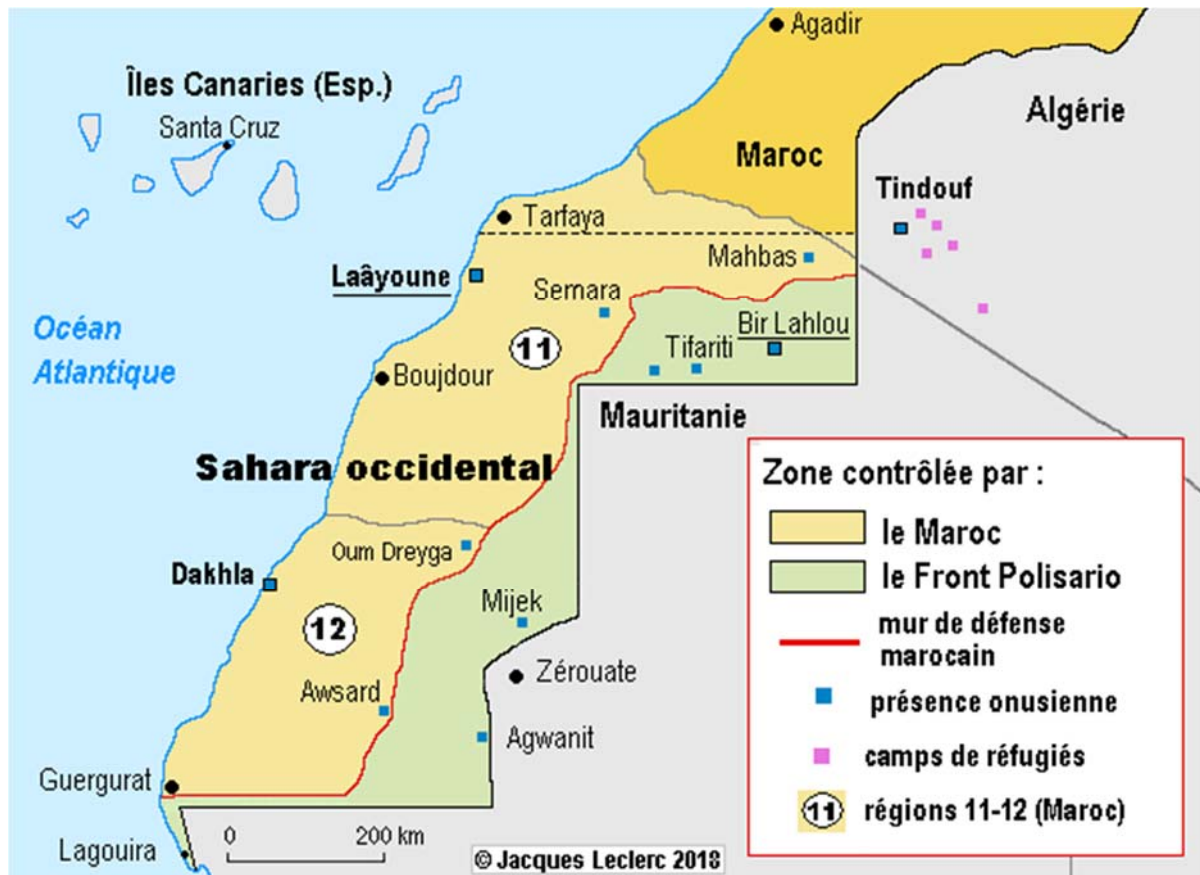 Agadir
Îles Canaries (Esp.)
Santa Cruz
Algérie
Maroc
Tindouf
Tarfaya
Mahbas
Laâyoune
Semara
Bir Lahlou
Océan
Atlantique
11
Tifariti
Boujdour
Mauritanie
Sahara occidental
Oum Dreyga
Dakhla
Mijek
12
Zérouate
Awsard
Agwanit
Guergurat
Lagouira
0 200 km
© Jacques Leclerc 2018
Zone contrôlée par :
le Maroc
le Front Polisario
mur de défense
marocain
présence onusienne
camps de réfugiés
11 régions 11-12 (Maroc)